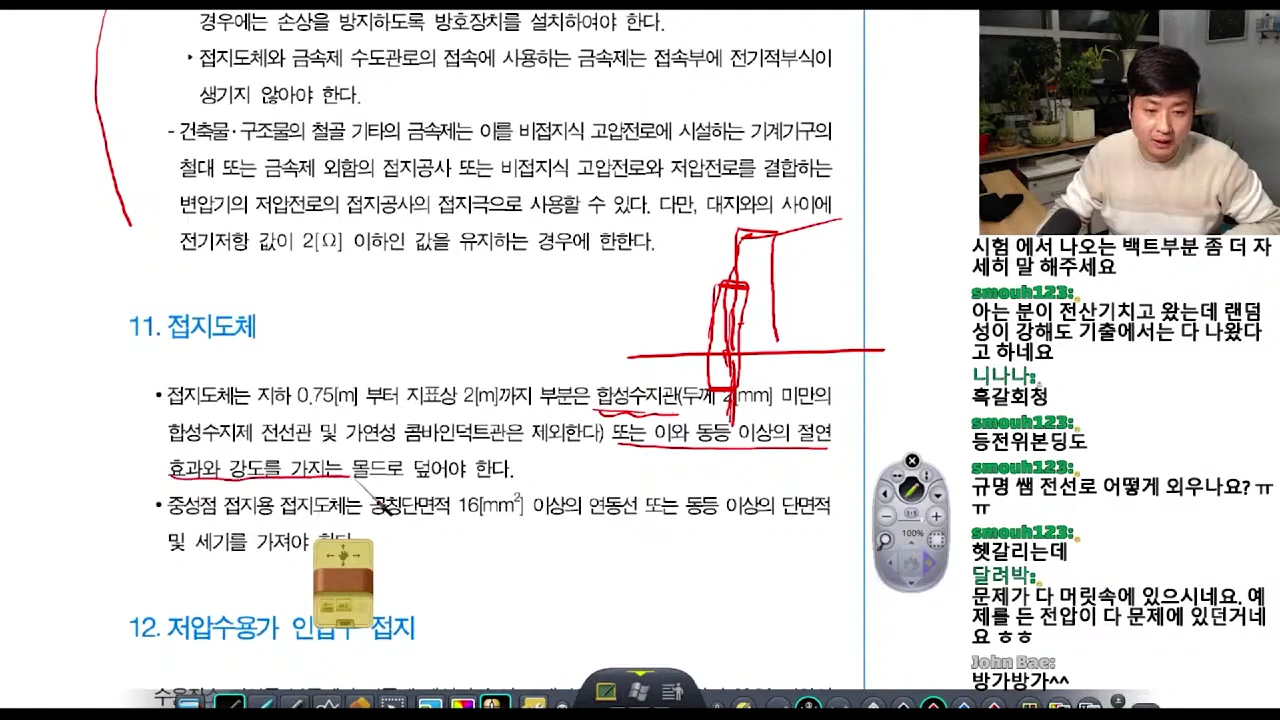 경우에는 손상을 방지하도록 방호장치를 설치하여야 한다.
‣ 접지도체와 금속제 수도관로의 접속에 사용하는 금속제는 접속부에 전기적부식이
생기지 않아야 한다.
- 건축물·구조물의 철골 기타의 금속제는 이를 비접지식 고압전로에 시설하는 기계기구의
철대 또는 금속제 외함의 접지공사 또는 비접지식 고압전로와 저압전로를 결합하는
변압기의 저압전로의 접지공사의 접지극으로 사용할 수 있다. 다만, 대지와의 사이에
전기저항 값이 2[Ω] 이하인 값을 유지하는 경우에 한한다.
11. 접지도체
• 접지도체는 지하 0.75[m] 부터 지표상 2[m]까지 부분은 합성수지관(두께 2[mm] 미만의
합성수지제 전선관 및 가연성 콤바인덕트관은 제외한다) 또는 이와 동등 이상의 절연
효과와 강도를 가지는 몰드로 덮어야 한다.
• 중성점 접지용 접지도체는 공칭단면적 16[mm²] 이상의 연동선 또는 동등 이상의 단면적
및 세기를 가져야 한다.
12. 저압수용가 인입구 접지
100%
시험 에서 나오는 백트부분 좀 더 자
세히 말 해주세요
smouh123:
아는 분이 전산기치고 왔는데 랜덤
성이 강해도 기출에서는 다 나왔다
고 하네요
니나나:
흑갈회청
smouh123:
등전위본딩도
smouh123:
규명 쌤 전선로 어떻게 외우나요? ㅠ
ㅠ
smouh123:
헷갈리는데
달려박:
문제가 다 머릿속에 있으시네요. 예
제를 든 전압이 다 문제에 있던거네
요 ㅎㅎ
John Bae:
방가방가^^